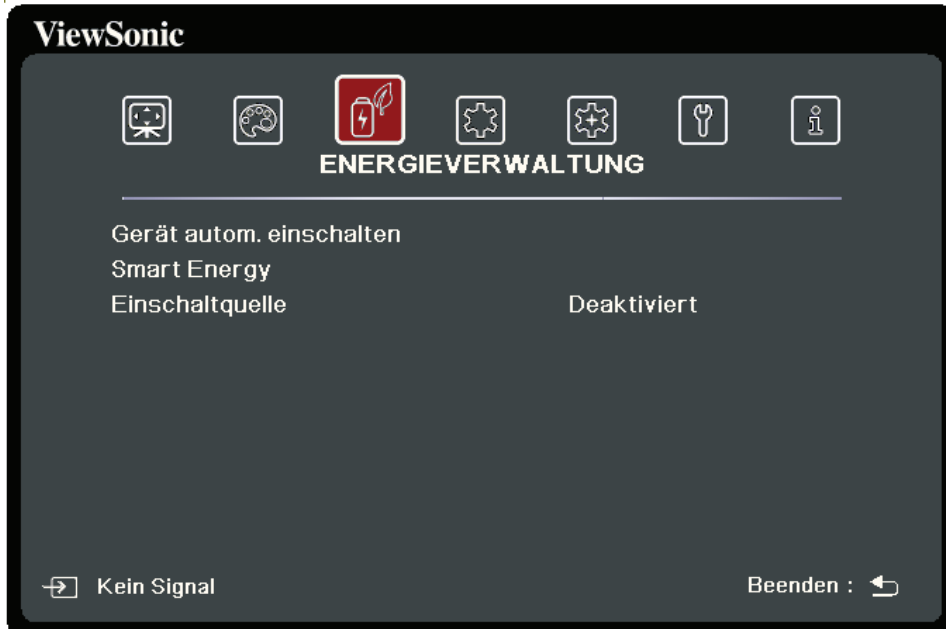 ViewSonic
ENERGIEVERWALTUNG
Gerät autom. einschalten
Smart Energy
Einschaltquelle Deaktiviert
Kein Signal Beenden :